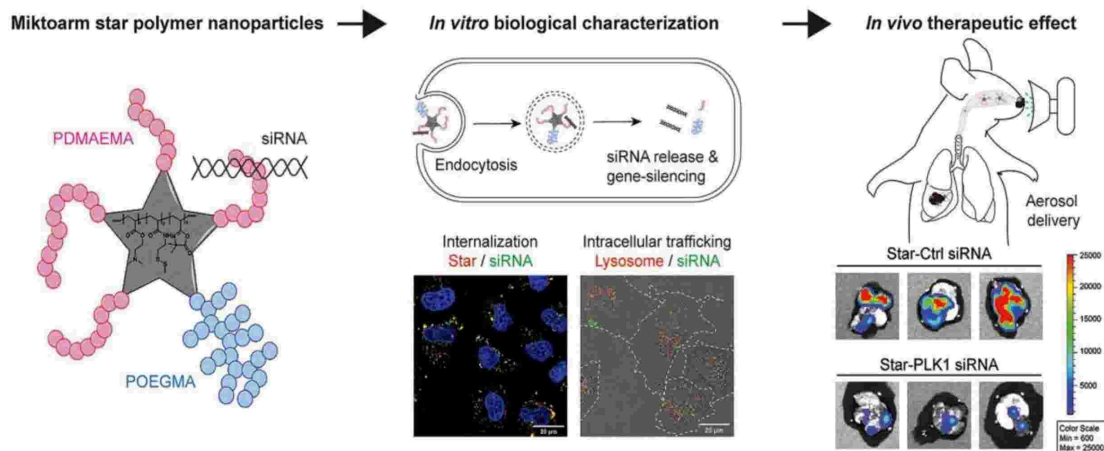 Miktoarm star polymer nanoparticles
In vitro biological characterization
In vivo therapeutic effect
PDMAEMA
siRNA
POEGMA
Endocytosis
siRNA release &
gene-silencing
Internalization
Star / siRNA
20 µm
Intracellular trafficking
Lysosome / siRNA
20 µm
Aerosol
delivery
Star-Ctrl siRNA
Star-PLK1 siRNA
25000
20000
15000
10000
5000
Color Scale
Min = 600
Max = 25000